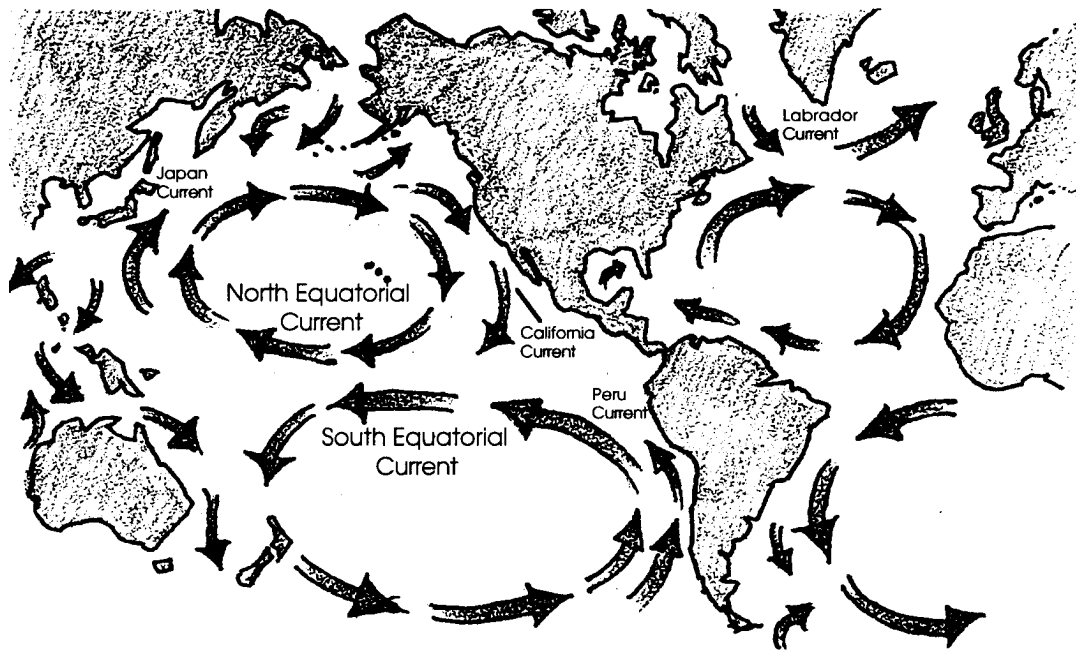 Labrador
Current
Japan
Current
North Equatorial
Current
California
Current
Peru
Current
South Equatorial
Current